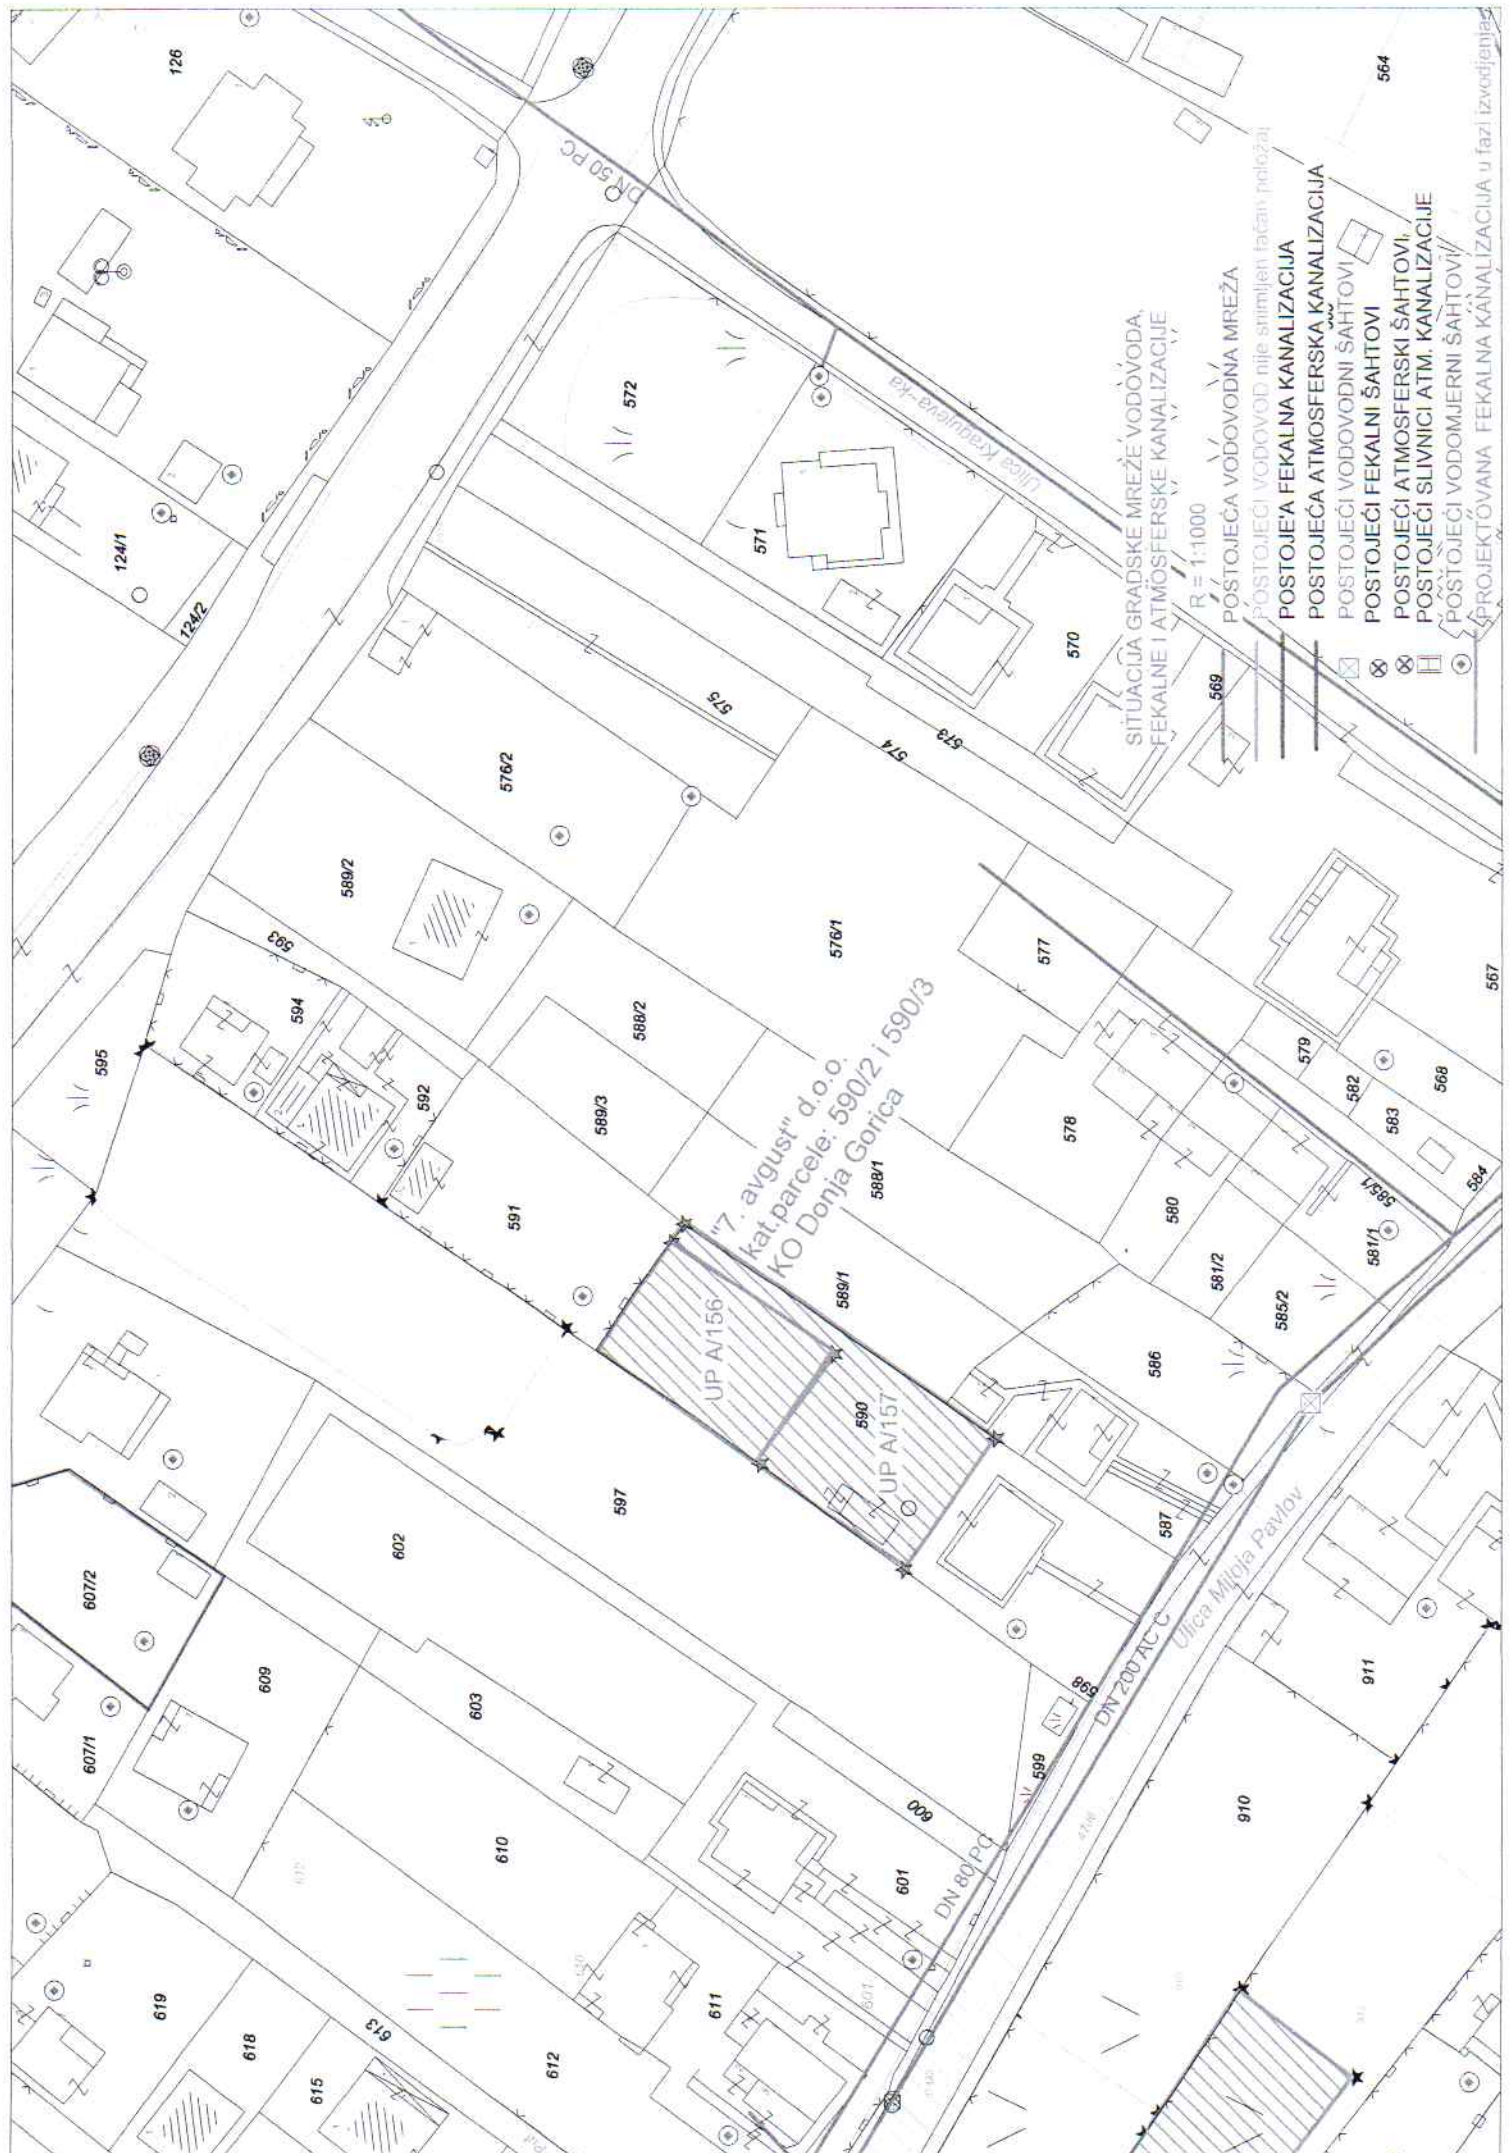 SITUACIJA GRADSKE MREŽE VODOVODA,
FEKALNE I ATMOSFERSKE KANALIZACIJE
R = 1:1000
POSTOJEĆA VODOVODNA MREŽA
POSTOJEĆI VODOVOD nije snimljen tačan položaj
POSTOJE'A FEKALNA KANALIZACIJA
POSTOJEĆA ATMOSFERSKA KANALIZACIJA
POSTOJEĆI VODOVODNI ŠAHTOVI
POSTOJEĆI FEKALNI ŠAHTOVI
POSTOJEĆI ATMOSFERSKI ŠAHTOVI
POSTOJEĆI SLIVNICI ATM. KANALIZACIJE
POSTOJEĆI VODOMJERNI ŠAHTOVI
PROJEKTOVANA FEKALNA KANALIZACIJA u fazi izvodjenja
"7. avgust" d.o.o.
kat.parcele: 590/2 i 590/3
KO Donja Gorica
UP A/156
UP A/157
590
DN 50 PC
Ulica Kragujeva~ka
DN 200 AC C
Ulica Miloja Pavlov
DN 80 PC
126
124/1
124/2
564
572
571
570
569
573
574
575
576/2
576/1
577
578
579
580
581/1
581/2
582
583
584
585/1
585/2
586
587
588/1
588/2
589/1
589/2
589/3
591
592
593
594
595
597
598
599
600
601
601
602
603
607/1
607/2
609
610
611
612
613
615
618
619
567
568
910
911